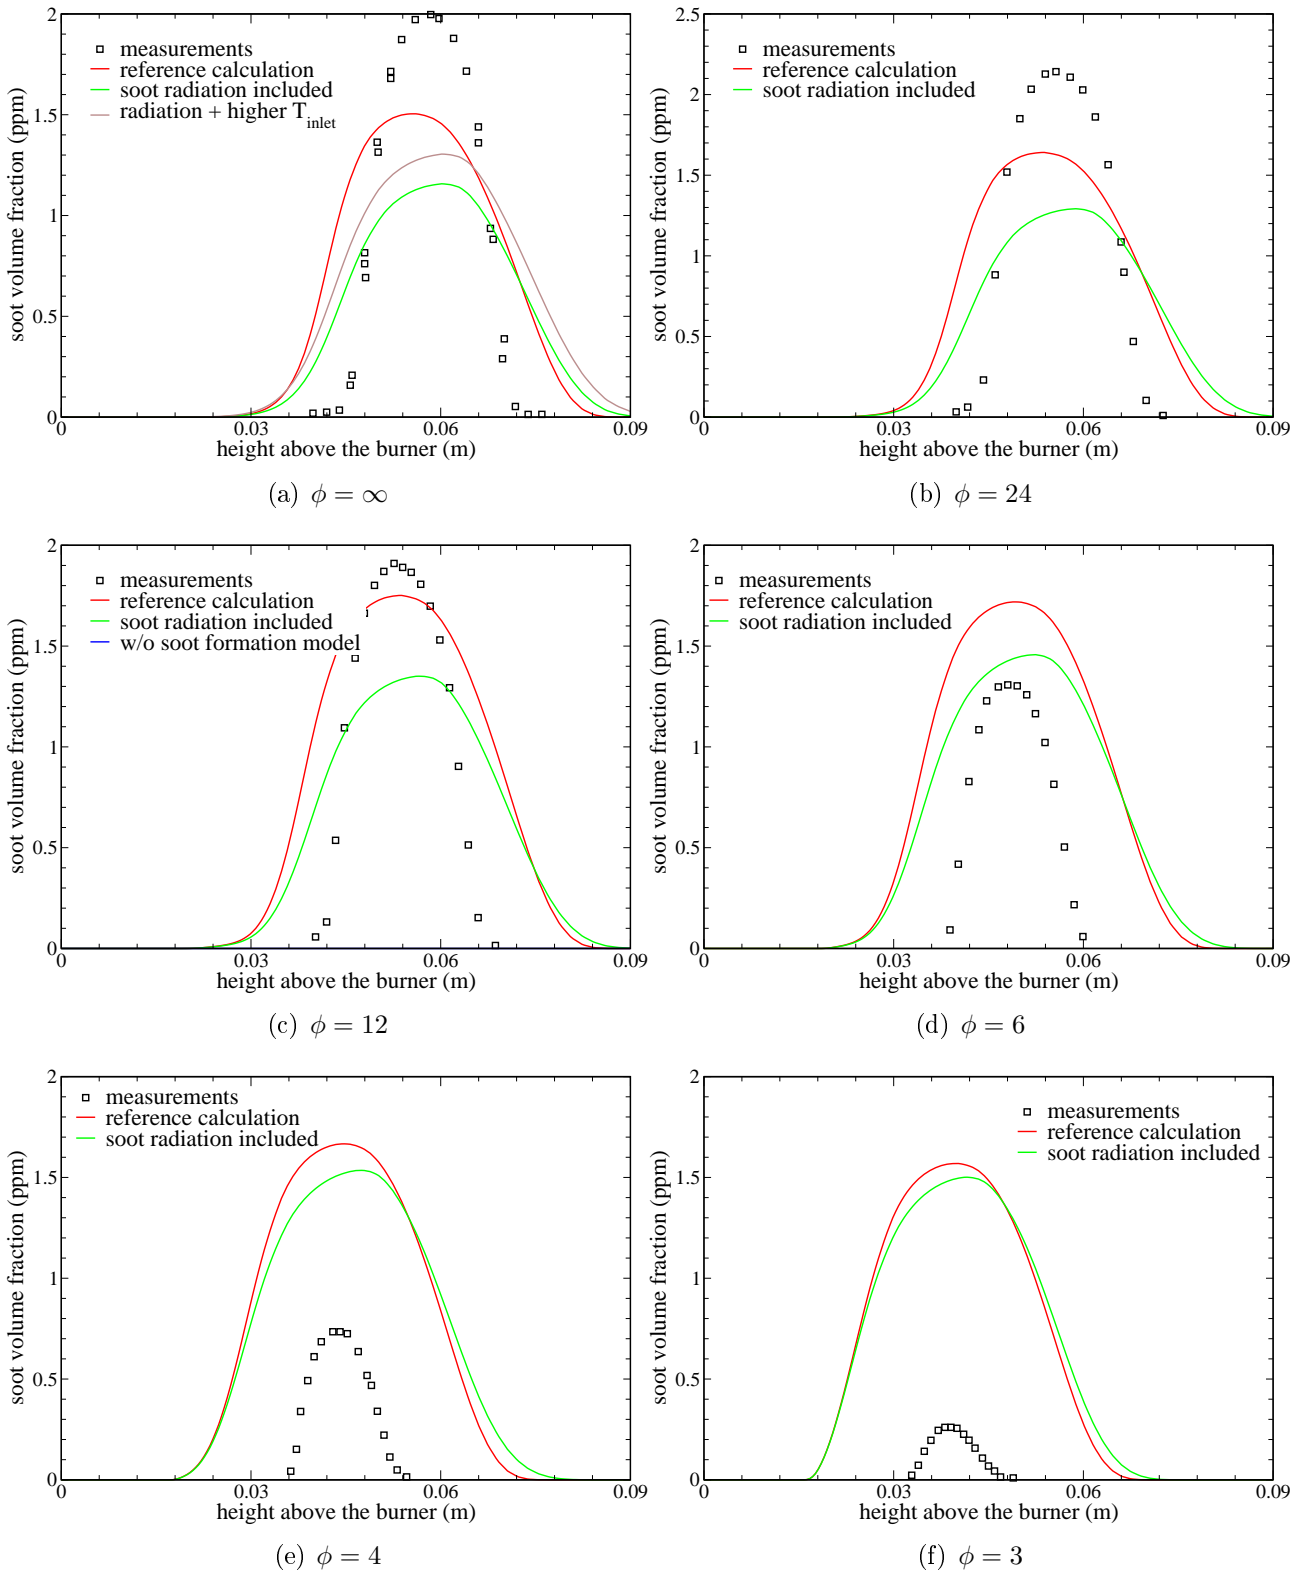 soot volume fraction (ppm)
2
1.5
1
0.5
0
measurements
reference calculation
soot radiation included
radiation + higher T_inlet
0 0.03 0.06 0.09
height above the burner (m)
(a) ϕ = ∞
soot volume fraction (ppm)
2.5
2
1.5
1
0.5
0
measurements
reference calculation
soot radiation included
0 0.03 0.06 0.09
height above the burner (m)
(b) ϕ = 24
soot volume fraction (ppm)
2
1.5
1
0.5
0
measurements
reference calculation
soot radiation included
w/o soot formation model
0 0.03 0.06 0.09
height above the burner (m)
(c) ϕ = 12
soot volume fraction (ppm)
2
1.5
1
0.5
0
measurements
reference calculation
soot radiation included
0 0.03 0.06 0.09
height above the burner (m)
(d) ϕ = 6
soot volume fraction (ppm)
2
1.5
1
0.5
0
measurements
reference calculation
soot radiation included
0 0.03 0.06 0.09
height above the burner (m)
(e) ϕ = 4
soot volume fraction (ppm)
2
1.5
1
0.5
0
measurements
reference calculation
soot radiation included
0 0.03 0.06 0.09
height above the burner (m)
(f) ϕ = 3